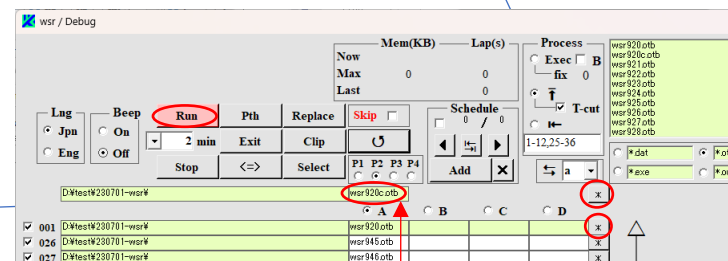 wsr / Debug
Mem(KB) Lap(s)
Now
Max 0 0
Last 0
Process
Exec B B
fix 0
T
T-cut
1-12,25-36
a
wsr920.otb
wsr920c.otb
wsr921.otb
wsr922.otb
wsr923.otb
wsr924.otb
wsr925.otb
wsr926.otb
wsr927.otb
wsr928.otb
*.dat
*.exe
Lng Beep
Jpn On
Eng Off
Run Pth Replace Skip
2 min Exit Clip
Stop <=> Select P1 P2 P3 P4
Schedule
0 / 0
Add X
D:¥test¥230701-wsr¥ wsr920c.otb *
A B C D
001 D:¥test¥230701-wsr¥ wsr920.otb *
026 D:¥test¥230701-wsr¥ wsr945.otb *
027 D:¥test¥230701-wsr¥ wsr946.otb *